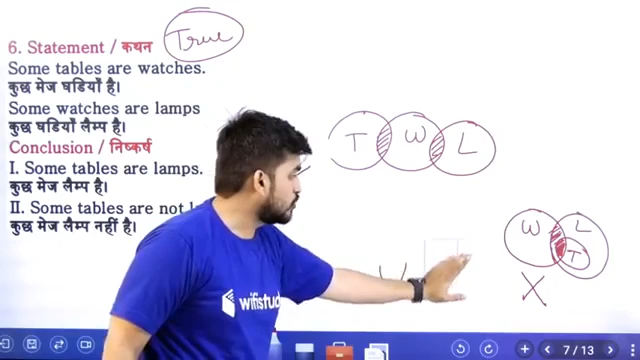 True
6. Statement / कथन
Some tables are watches.
कुछ मेज घडियाँ है।
Some watches are lamps
कुछ घडियाँ लैम्प है।
Conclusion / निष्कर्ष
I. Some tables are lamps.
कुछ मेज लैम्प है।
II. Some tables are not
कुछ मेज लैम्प नहीं है।
T W L
W L
T
X
wifistud
7 / 13